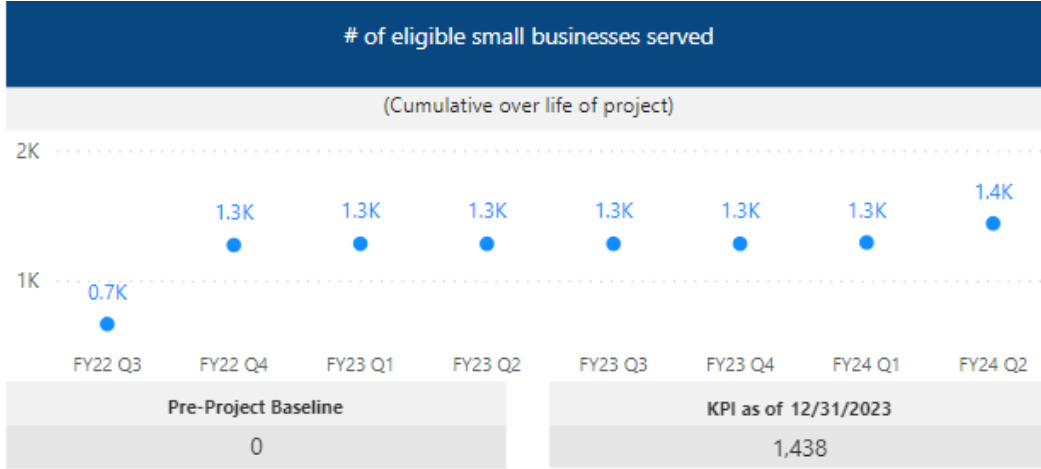 # of eligible small businesses served
(Cumulative over life of project)
2K
1.4K
1.3K 1.3K 1.3K 1.3K 1.3K 1.3K
1K
0.7K
FY22 Q3 FY22 Q4 FY23 Q1 FY23 Q2 FY23 Q3 FY23 Q4 FY24 Q1 FY24 Q2
Pre-Project Baseline KPI as of 12/31/2023
0 1,438